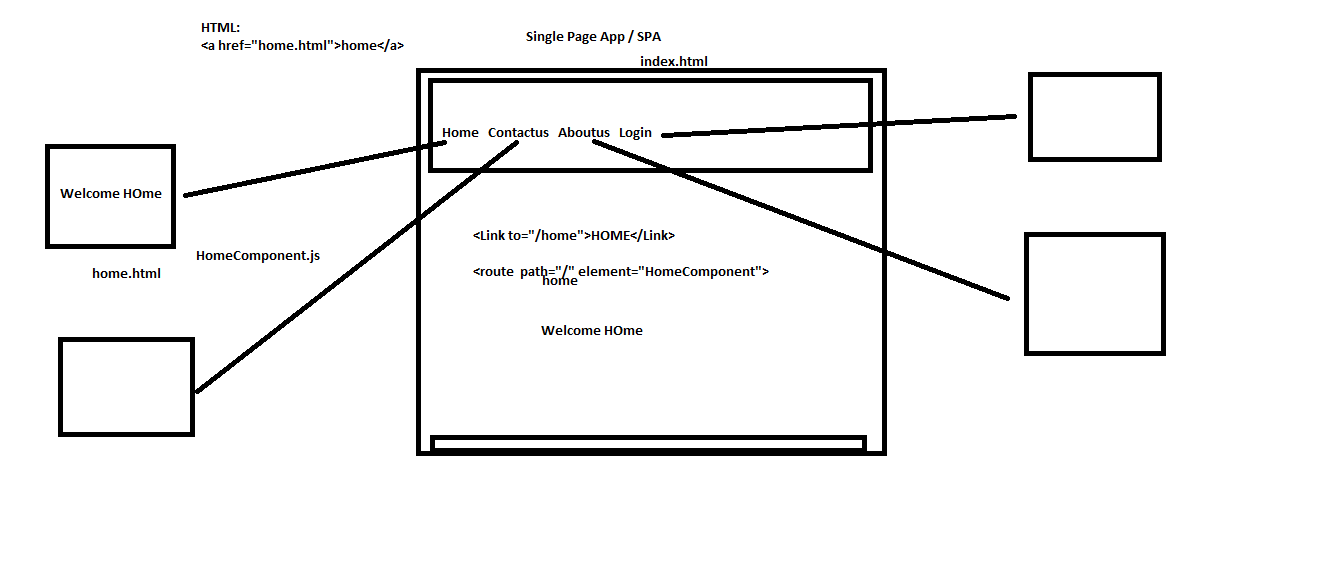 HTML:
<a href="home.html">home</a>
Single Page App / SPA
index.html
Home Contactus Aboutus Login
Welcome HOme
HomeComponent.js
home.html
<Link to="/home">HOME</Link>
<route path="/" element="HomeComponent">
home
Welcome HOme